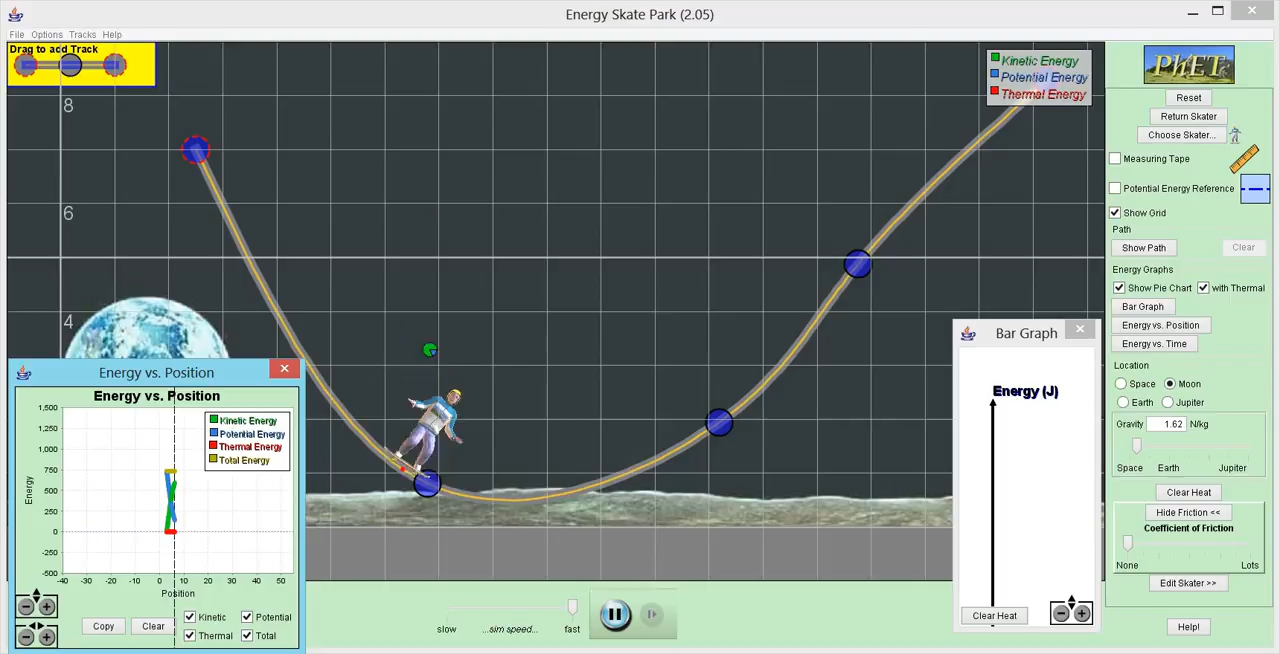 Energy Skate Park (2.05)
File Options Tracks Help
Drag to add Track
Kinetic Energy
Potential Energy
Thermal Energy
8
6
4
PhET
Reset
Return Skater
Choose Skater...
Measuring Tape
Potential Energy Reference
Show Grid
Path
Show Path Clear
Energy Graphs
Show Pie Chart with Thermal
Bar Graph
Energy vs. Position
Energy vs. Time
Location
Space Moon
Earth Jupiter
Gravity 1.62 N/kg
Space Earth Jupiter
Clear Heat
Hide Friction <<
Coefficient of Friction
None Lots
Edit Skater >>
Help!
Energy vs. Position
Energy vs. Position
Kinetic Energy
Potential Energy
Thermal Energy
Total Energy
1,500
1,250
1,000
750
500
250
0
-250
-500
Energy
-40 -30 -20 -10 0 10 20 30 40 50
Position
Copy Clear
Kinetic Potential
Thermal Total
slow ...sim speed... fast
Bar Graph
Energy (J)
Clear Heat